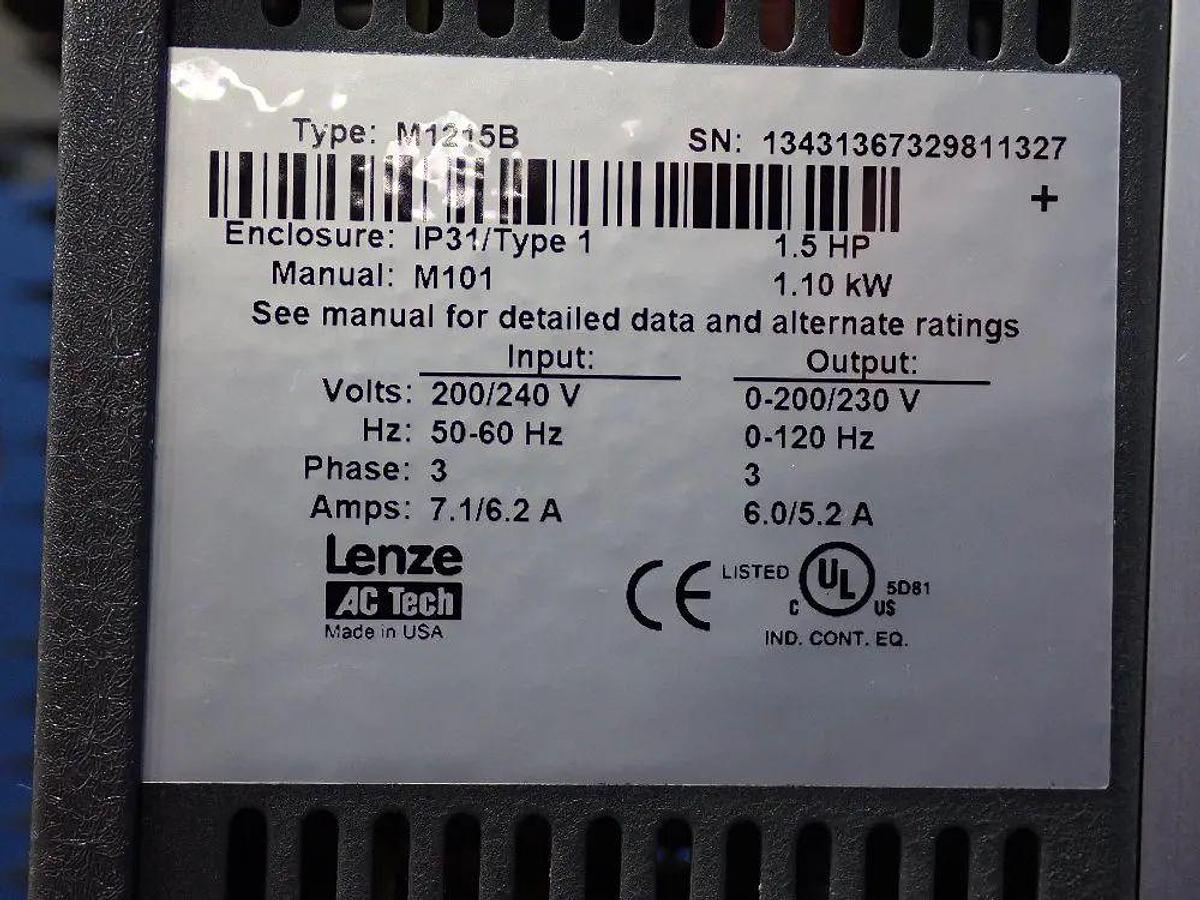 Type: M1215B SN: 13431367329811327
+
Enclosure: IP31/Type 1 1.5 HP
Manual: M101 1.10 kW
See manual for detailed data and alternate ratings
Input: Output:
Volts: 200/240 V 0-200/230 V
Hz: 50-60 Hz 0-120 Hz
Phase: 3 3
Amps: 7.1/6.2 A 6.0/5.2 A
Lenze
AC Tech
Made in USA
CE LISTED C UL US 5D81
IND. CONT. EQ.